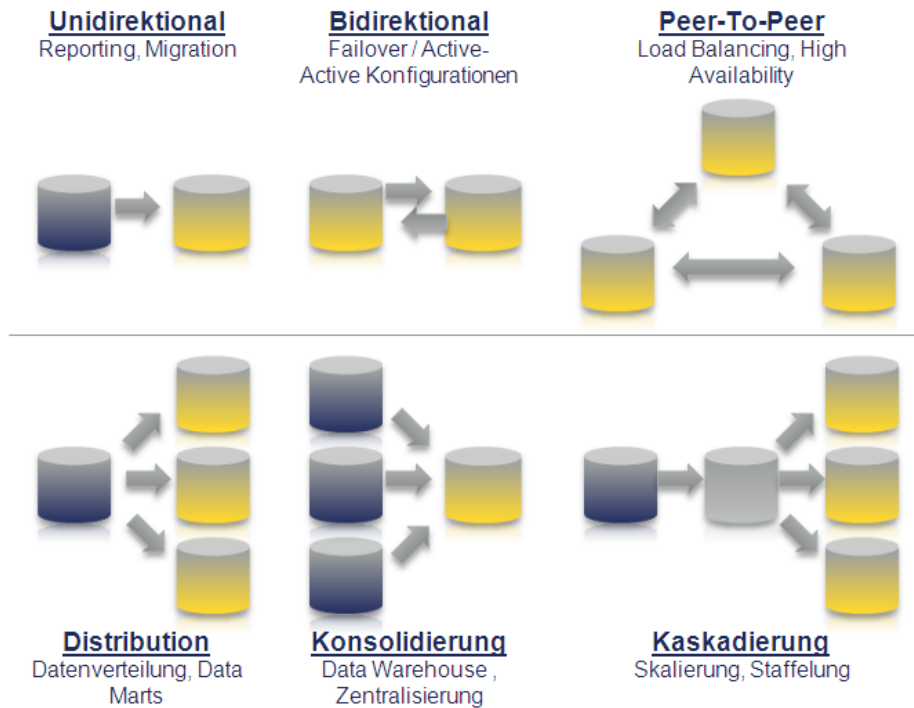 Unidirektional
Reporting, Migration
Bidirektional
Failover / Active-
Active Konfigurationen
Peer-To-Peer
Load Balancing, High
Availability
Distribution
Datenverteilung, Data
Marts
Konsolidierung
Data Warehouse ,
Zentralisierung
Kaskadierung
Skalierung, Staffelung